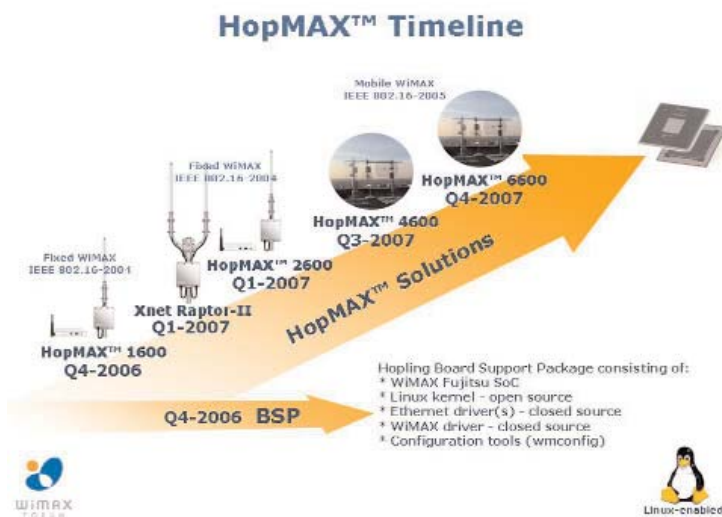 HopMAX™ Timeline
Mobile WiMAX
IEEE 802.16-2005
Fixed WiMAX
IEEE 802.16-2004
HopMAX™ 6600
Q4-2007
HopMAX™ 4600
Q3-2007
HopMAX™ 2600
Q1-2007
Fixed WiMAX
IEEE 802.16-2004
Xnet Raptor-II
Q1-2007
HopMAX™ 1600
Q4-2006
HopMAX™ Solutions
Q4-2006 BSP
Hopling Board Support Package consisting of:
* WiMAX Fujitsu SoC
* Linux kernel - open source
* Ethernet driver(s) - closed source
* WiMAX driver - closed source
* Configuration tools (wmconfig)
WiMAX
FORUM
Linux-enabled